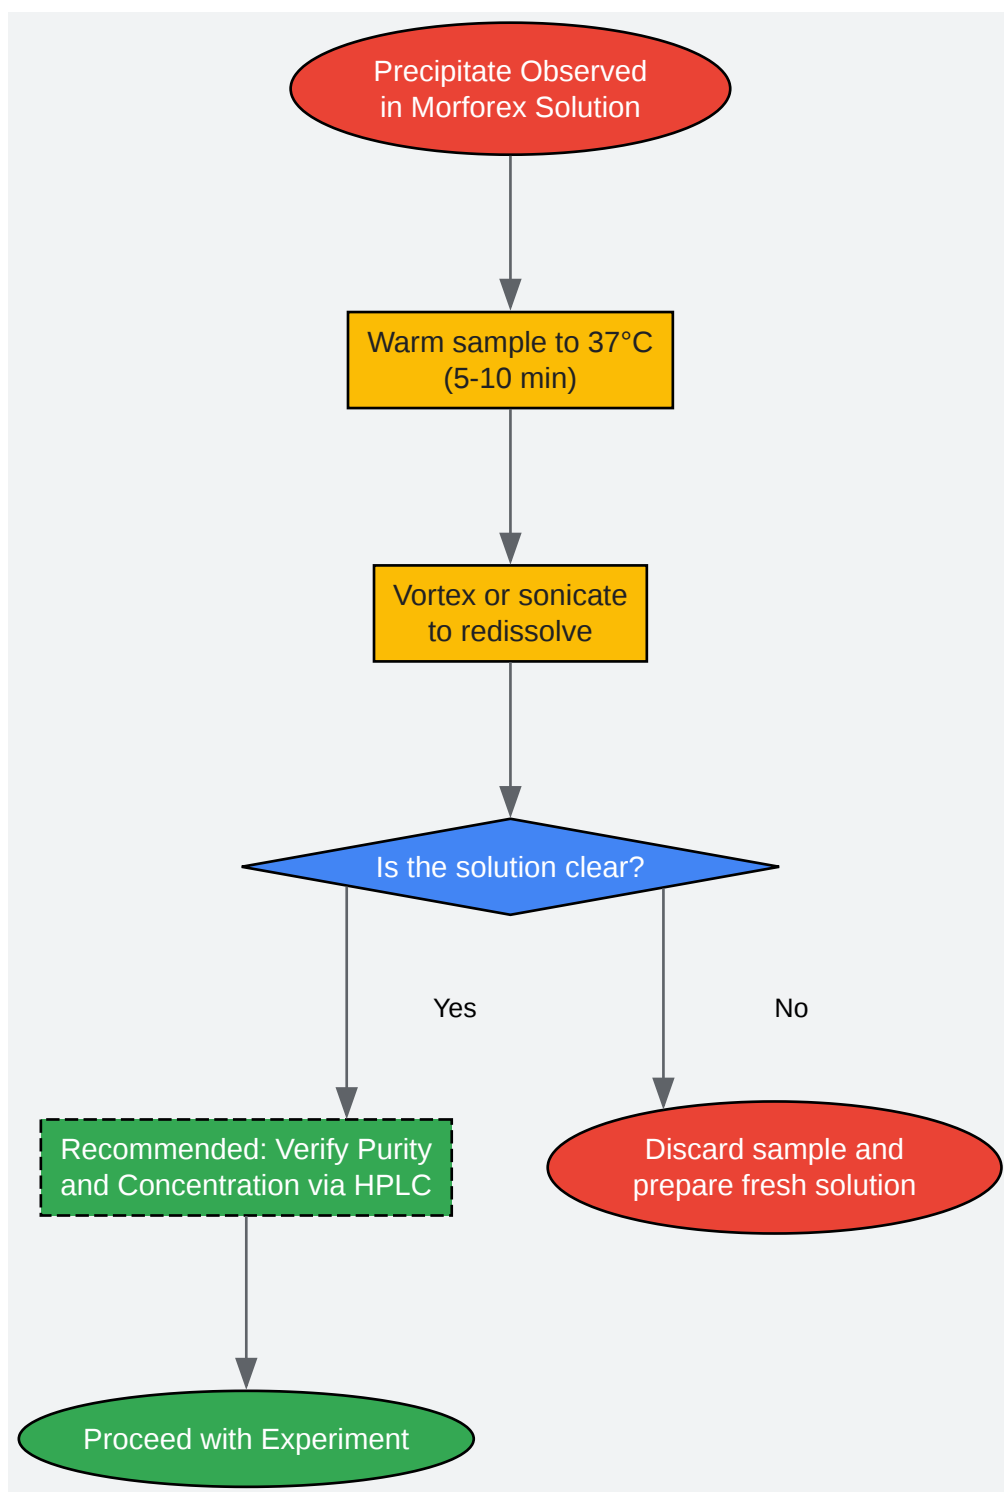 Precipitate Observed
in Morforex Solution
Warm sample to 37°C
(5-10 min)
Vortex or sonicate
to redissolve
Is the solution clear?
Yes
No
Recommended: Verify Purity
and Concentration via HPLC
Discard sample and
prepare fresh solution
Proceed with Experiment